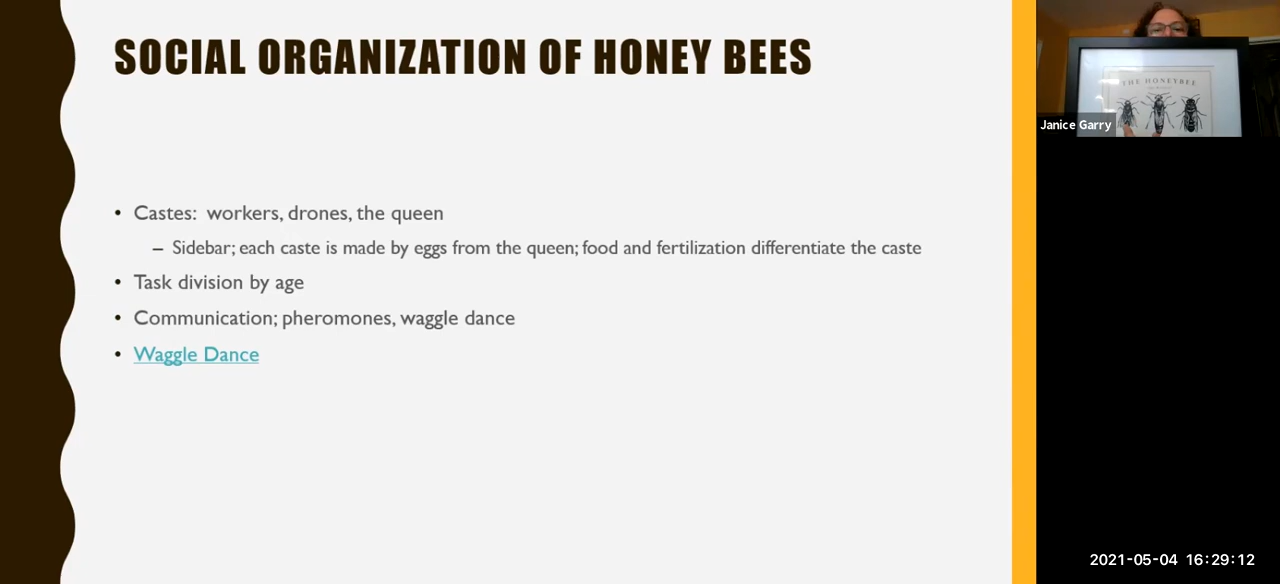 SOCIAL ORGANIZATION OF HONEY BEES
• Castes: workers, drones, the queen
– Sidebar; each caste is made by eggs from the queen; food and fertilization differentiate the caste
• Task division by age
• Communication; pheromones, waggle dance
• Waggle Dance
THE HONEYBEE
Janice Garry
2021-05-04 16:29:12